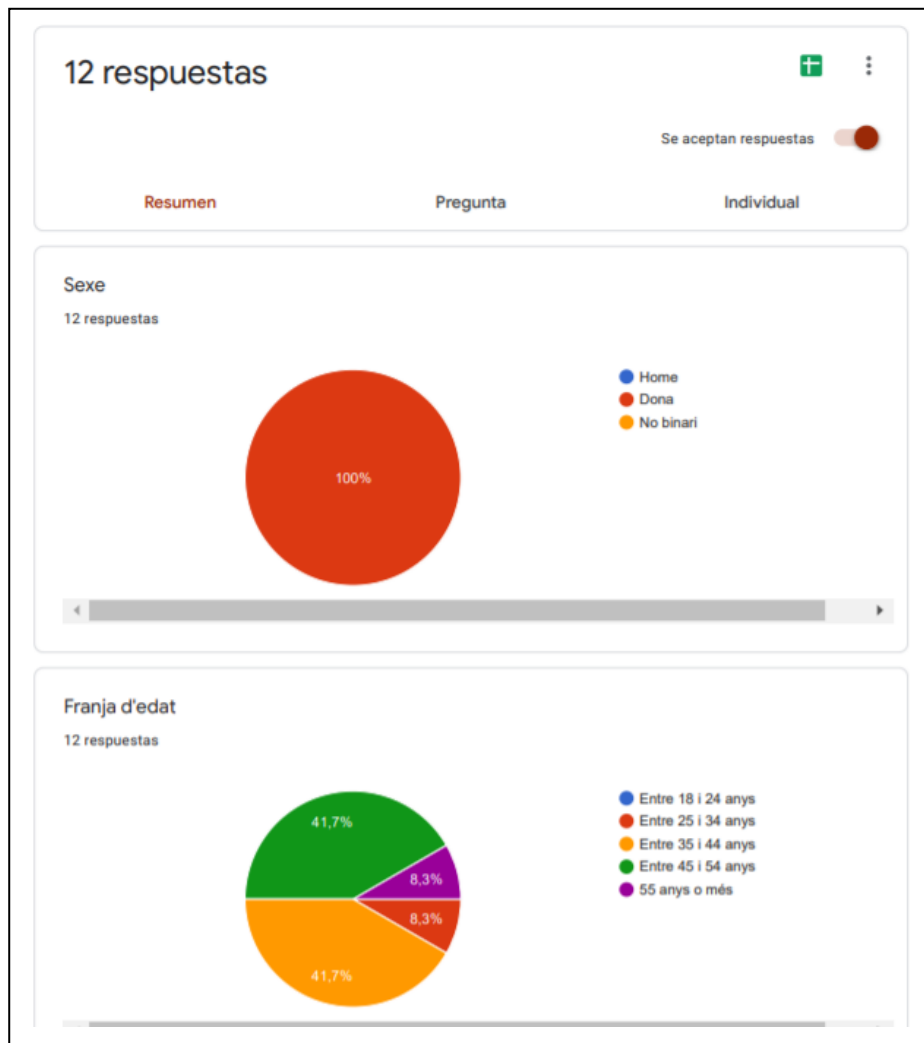 12 respuestas
Se aceptan respuestas
Resumen Pregunta Individual
Sexe
12 respuestas
100%
Home
Dona
No binari
Franja d'edat
12 respuestas
41,7%
8,3%
8,3%
41,7%
Entre 18 i 24 anys
Entre 25 i 34 anys
Entre 35 i 44 anys
Entre 45 i 54 anys
55 anys o més